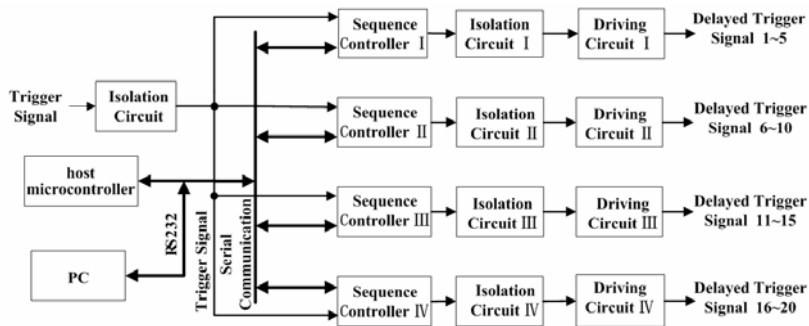 Sequence
Controller Ⅰ
Isolation
Circuit Ⅰ
Driving
Circuit Ⅰ
Delayed Trigger
Signal 1~5
Trigger
Signal
Isolation
Circuit
Sequence
Controller Ⅱ
Isolation
Circuit Ⅱ
Driving
Circuit Ⅱ
Delayed Trigger
Signal 6~10
host
microcontroller
RS232
Trigger Signal
Serial
Communication
Sequence
Controller Ⅲ
Isolation
Circuit Ⅲ
Driving
Circuit Ⅲ
Delayed Trigger
Signal 11~15
PC
Sequence
Controller Ⅳ
Isolation
Circuit Ⅳ
Driving
Circuit Ⅳ
Delayed Trigger
Signal 16~20